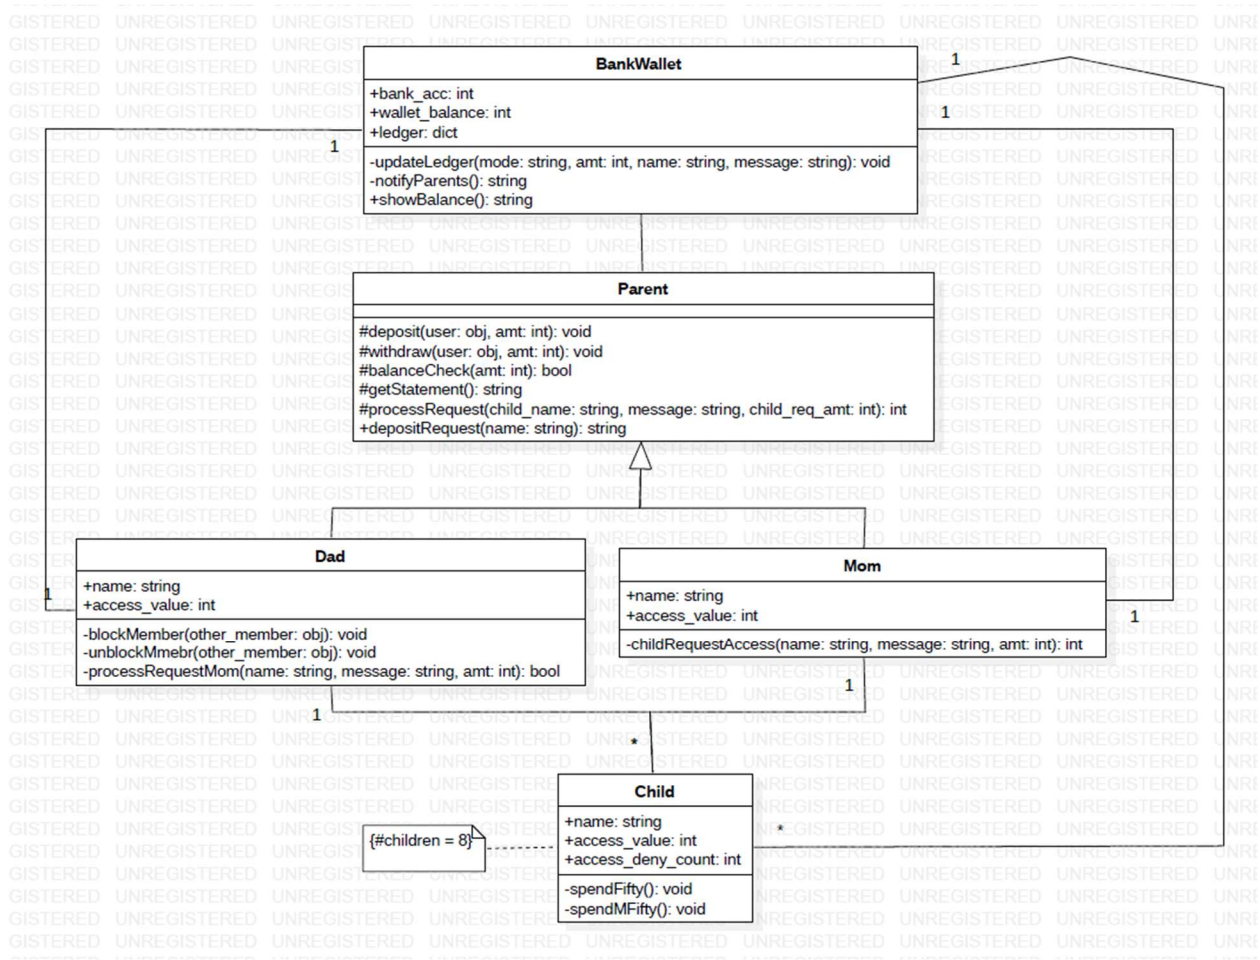 BankWallet
+bank_acc: int
+wallet_balance: int
+ledger: dict
-updateLedger(mode: string, amt: int, name: string, message: string): void
-notifyParents(): string
+showBalance(): string
1
1
1
Parent
#deposit(user: obj, amt: int): void
#withdraw(user: obj, amt: int): void
#balanceCheck(amt: int): bool
#getStatement(): string
#processRequest(child_name: string, message: string, child_req_amt: int): int
+depositRequest(name: string): string
Dad
+name: string
+access_value: int
-blockMember(other_member: obj): void
-unblockMmebr(other_member: obj): void
-processRequestMom(name: string, message: string, amt: int): bool
1
Mom
+name: string
+access_value: int
-childRequestAccess(name: string, message: string, amt: int): int
1
1
1
*
Child
+name: string
+access_value: int
+access_deny_count: int
-spendFifty(): void
-spendMFifty(): void
*
{#children = 8}
UNREGISTERED